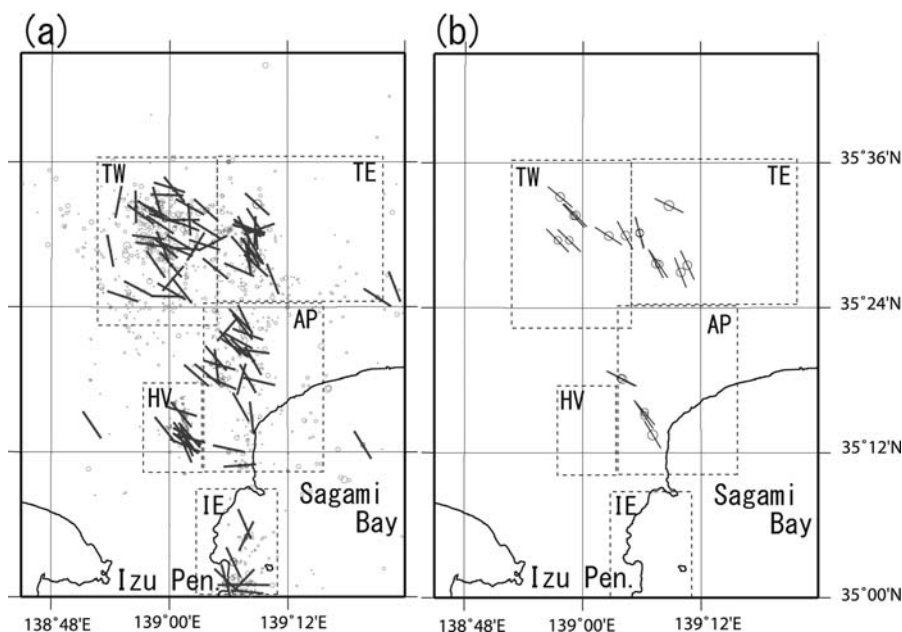 (a)
TW
TE
AP
HV
IE
Sagami
Bay
Izu Pen.
138°48'E
139°00'E
139°12'E
(b)
TW
TE
AP
HV
IE
Sagami
Bay
Izu Pen.
35°36'N
35°24'N
35°12'N
35°00'N
138°48'E
139°00'E
139°12'E